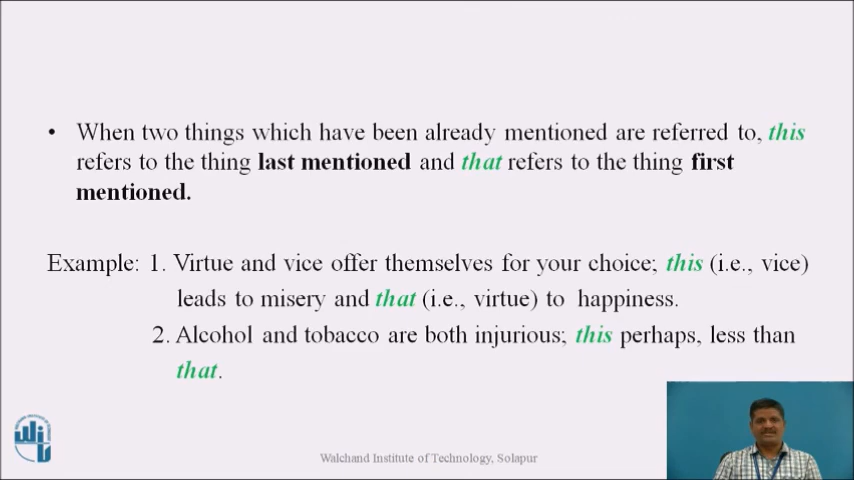 • When two things which have been already mentioned are referred to, this
refers to the thing last mentioned and that refers to the thing first
mentioned.
Example: 1. Virtue and vice offer themselves for your choice; this (i.e., vice)
leads to misery and that (i.e., virtue) to happiness.
2. Alcohol and tobacco are both injurious; this perhaps, less than
that.
Walchand Institute of Technology, Solapur